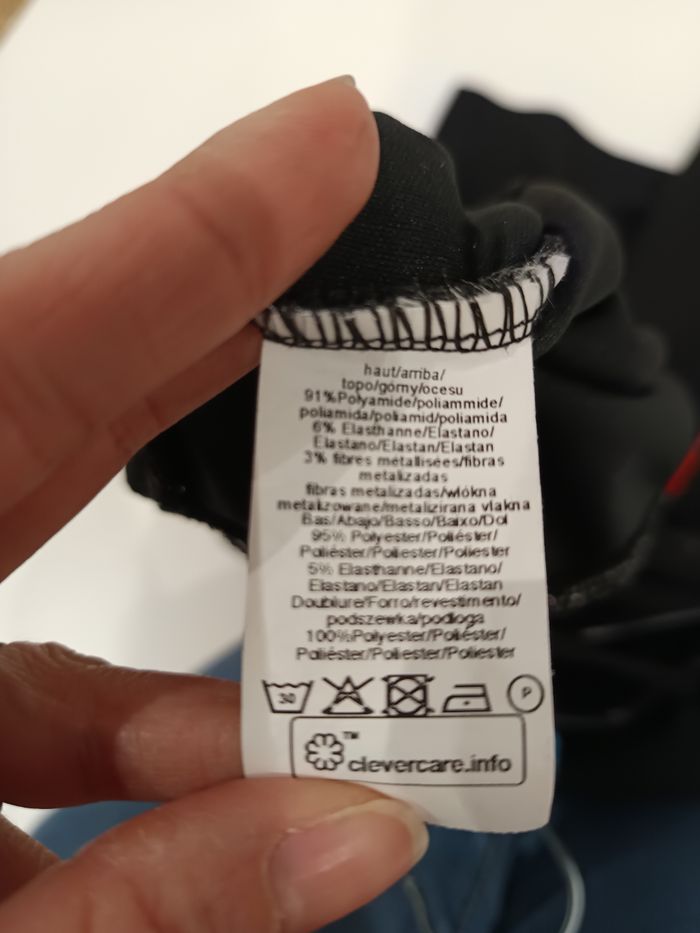 haut/arriba/
topo/górny/ocesu
91%Polyamide/poliammide/
poliamida/poliamid/poliamida
6% Elasthanne/Elastano/
Elastano/Elastan/Elastan
3% fibres métallisées/fibras
metalizadas
fibras metalizadas/włókna
metalizowane/metalizirana vlakna
Bas/Abajo/Basso/Baixo/Dol
95% Polyester/Poliéster/
Poliéster/Poliester/Poliester
5% Elasthanne/Elastano/
Elastano/Elastan/Elastan
Doublure/Forro/revestimento/
podszewka/podloga
100%Polyester/Poliéster/
Poliéster/Poliester/Poliester
30 P
TM
clevercare.info